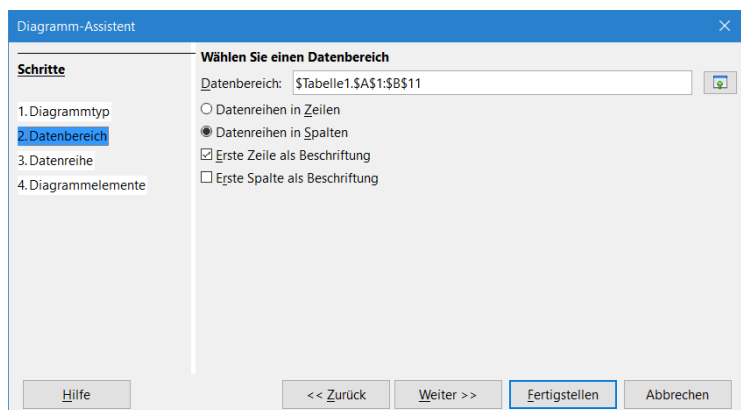 Diagramm-Assistent
Schritte
1.Diagrammtyp
2.Datenbereich
3.Datenreihe
4.Diagrammelemente
Wählen Sie einen Datenbereich
Datenbereich: $Tabelle1.$A$1:$B$11
Datenreihen in Zeilen
Datenreihen in Spalten
Erste Zeile als Beschriftung
Erste Spalte als Beschriftung
Hilfe << Zurück Weiter >> Fertigstellen Abbrechen